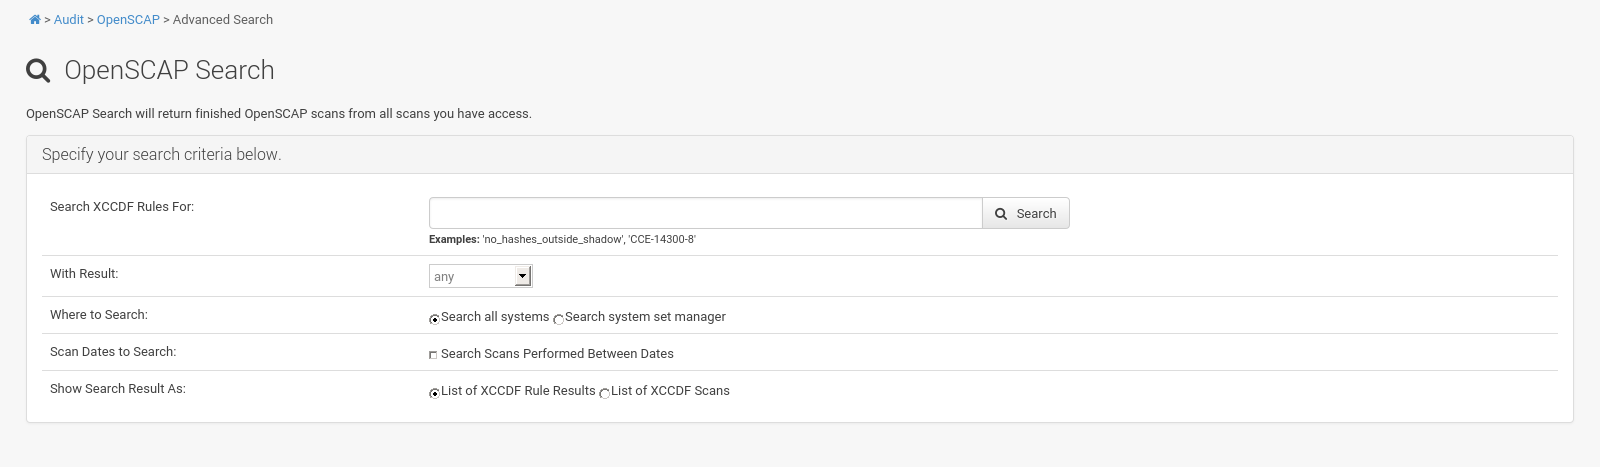 > Audit > OpenSCAP > Advanced Search
OpenSCAP Search
OpenSCAP Search will return finished OpenSCAP scans from all scans you have access.
Specify your search criteria below.
Search XCCDF Rules For:
Search
Examples: 'no_hashes_outside_shadow', 'CCE-14300-8'
With Result: any
Where to Search: Search all systems Search system set manager
Scan Dates to Search: Search Scans Performed Between Dates
Show Search Result As: List of XCCDF Rule Results List of XCCDF Scans